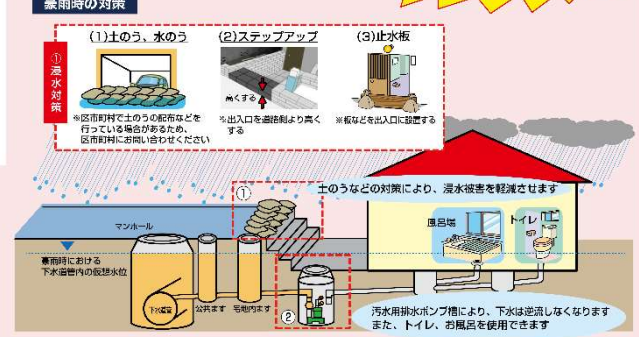 豪雨時の対策
①浸水対策
(1)土のう、水のう
(2)ステップアップ
(3)止水板
高くする
※区市町村で土のうの配布などを
行っている場合があるため、
区市町村にお問い合わせください
※出入口を道路側より高く
する
※板などを出入口に設置する
土のうなどの対策により、浸水被害を軽減させます
①
マンホール
風呂場
トイレ
豪雨時における
下水道管内の仮想水位
下水道管
公共ます
宅地内ます
②
汚水用排水ポンプ槽により、下水は逆流しなくなります
また、トイレ、お風呂を使用できます